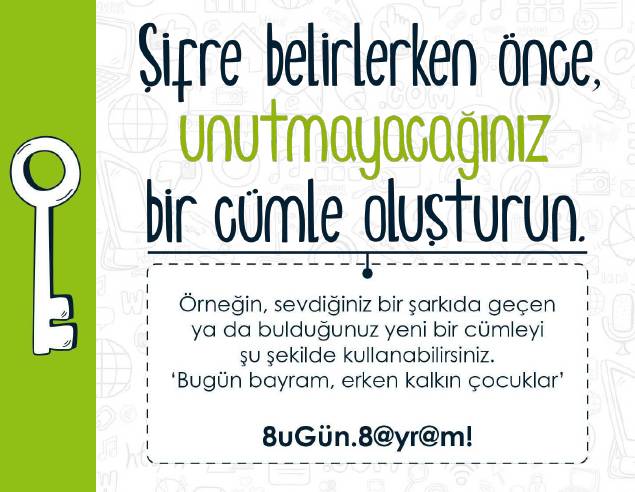 Şifre belirlerken önce,
unutmayacağınız
bir cümle oluşturun.
Örneğin, sevdiğiniz bir şarkıda geçen
ya da bulduğunuz yeni bir cümleyi
şu şekilde kullanabilirsiniz.
‘Bugün bayram, erken kalkın çocuklar’
8uGün.8@yr@m!